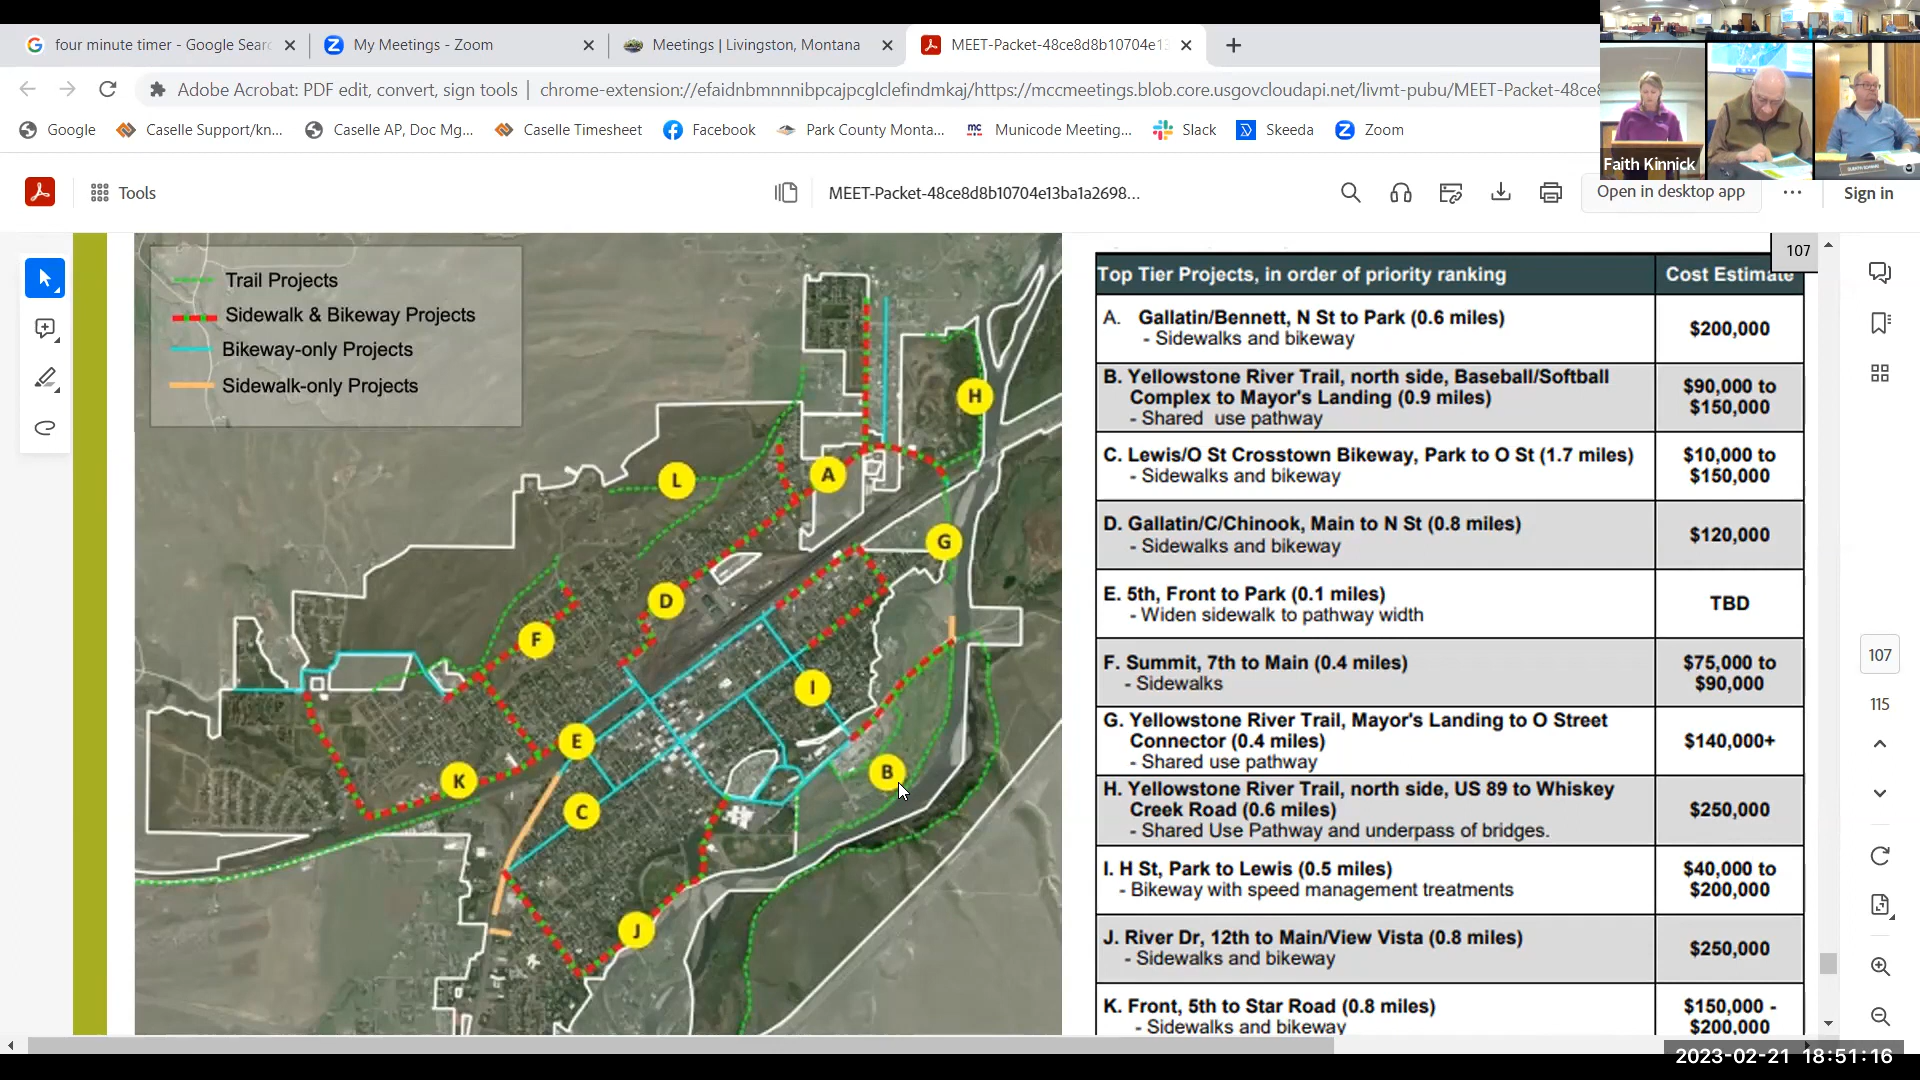 four minute timer - Google Searc
My Meetings - Zoom
Meetings | Livingston, Montana
MEET-Packet-48ce8d8b10704e13
Adobe Acrobat: PDF edit, convert, sign tools
chrome-extension://efaidnbmnnnibpcajpcglclefindmkaj/https://mccmeetings.blob.core.usgovcloudapi.net/livmt-pubu/MEET-Packet-48ce8
Google
Caselle Support/kn...
Caselle AP, Doc Mg...
Caselle Timesheet
Facebook
Park County Monta...
mc
Municode Meeting...
Slack
Skeeda
Zoom
Faith Kinnick
Tools
MEET-Packet-48ce8d8b10704e13ba1a2698...
Open in desktop app
Sign in
107
Trail Projects
Sidewalk & Bikeway Projects
Bikeway-only Projects
Sidewalk-only Projects
H
L
A
G
D
F
I
E
B
K
C
J
Top Tier Projects, in order of priority ranking
Cost Estimate
A. Gallatin/Bennett, N St to Park (0.6 miles)
- Sidewalks and bikeway
$200,000
B. Yellowstone River Trail, north side, Baseball/Softball
Complex to Mayor's Landing (0.9 miles)
- Shared use pathway
$90,000 to
$150,000
C. Lewis/O St Crosstown Bikeway, Park to O St (1.7 miles)
- Sidewalks and bikeway
$10,000 to
$150,000
D. Gallatin/C/Chinook, Main to N St (0.8 miles)
- Sidewalks and bikeway
$120,000
E. 5th, Front to Park (0.1 miles)
- Widen sidewalk to pathway width
TBD
F. Summit, 7th to Main (0.4 miles)
- Sidewalks
$75,000 to
$90,000
G. Yellowstone River Trail, Mayor's Landing to O Street
Connector (0.4 miles)
- Shared use pathway
$140,000+
H. Yellowstone River Trail, north side, US 89 to Whiskey
Creek Road (0.6 miles)
- Shared Use Pathway and underpass of bridges.
$250,000
I. H St, Park to Lewis (0.5 miles)
- Bikeway with speed management treatments
$40,000 to
$200,000
J. River Dr, 12th to Main/View Vista (0.8 miles)
- Sidewalks and bikeway
$250,000
K. Front, 5th to Star Road (0.8 miles)
- Sidewalks and bikeway
$150,000 -
$200,000
107
115
2023-02-21 18:51:16